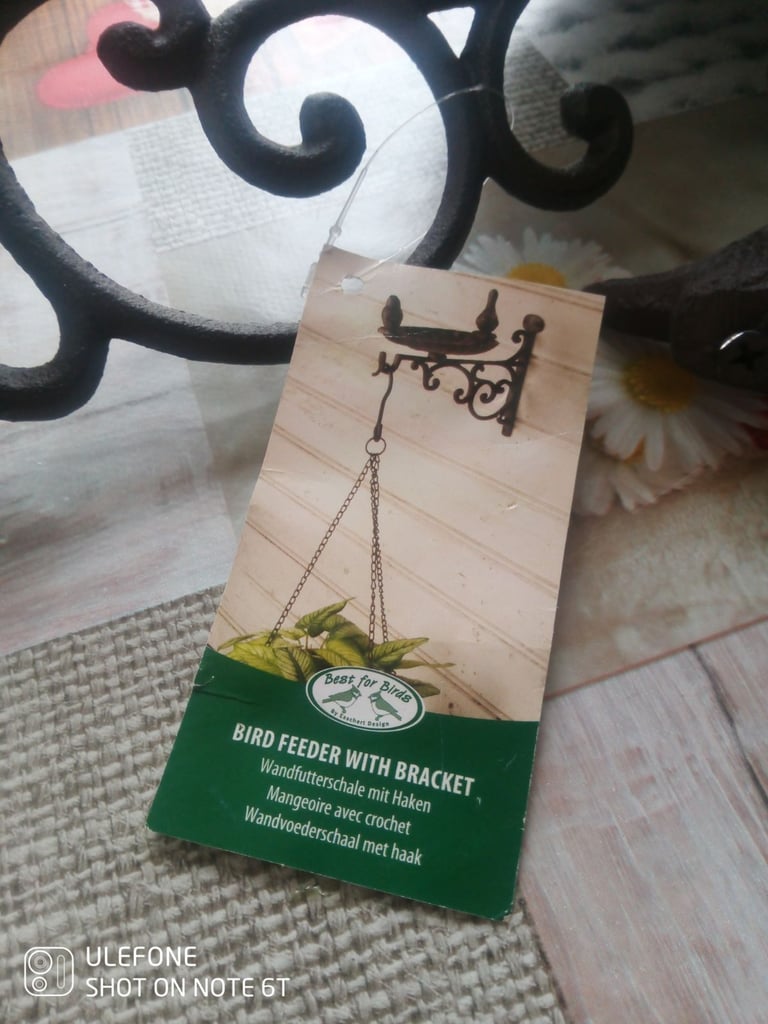 Best for Birds
By Esschert Design
BIRD FEEDER WITH BRACKET
Wandfutterschale mit Haken
Mangeoire avec crochet
Wandvoederschaal met haak
ULEFONE
SHOT ON NOTE 6T